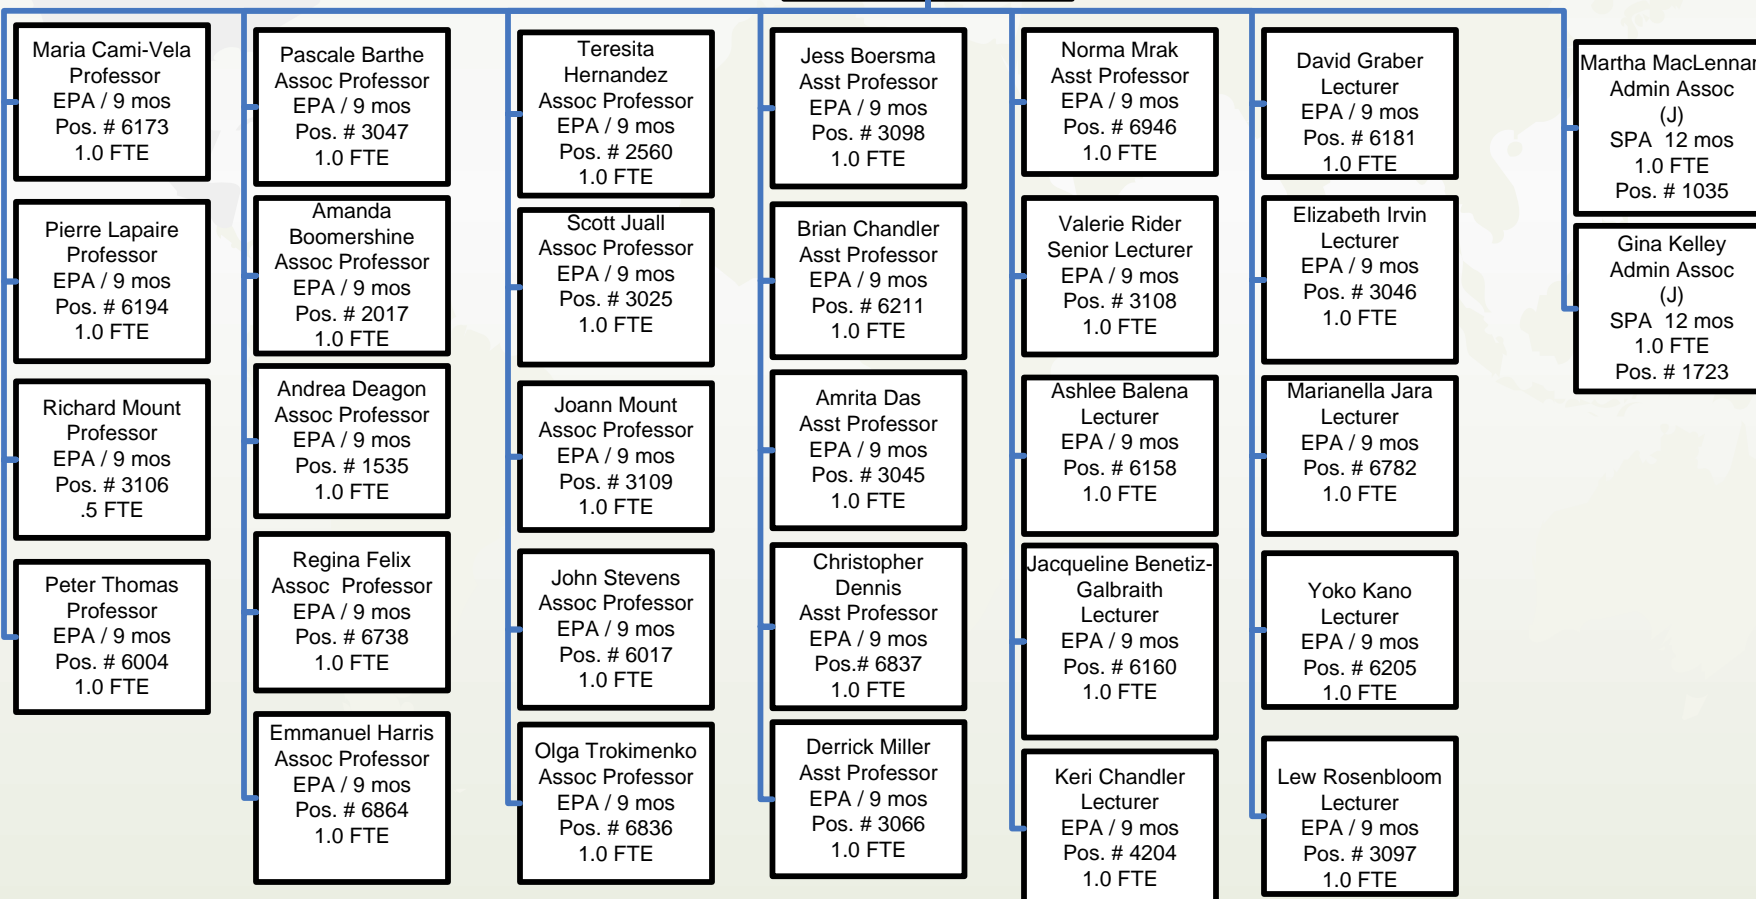 Maria Cami-Vela
Professor
EPA / 9 mos
Pos. # 6173
1.0 FTE
Pierre Lapaire
Professor
EPA / 9 mos
Pos. # 6194
1.0 FTE
Richard Mount
Professor
EPA / 9 mos
Pos. # 3106
.5 FTE
Peter Thomas
Professor
EPA / 9 mos
Pos. # 6004
1.0 FTE
Pascale Barthe
Assoc Professor
EPA / 9 mos
Pos. # 3047
1.0 FTE
Amanda
Boomershine
Assoc Professor
EPA / 9 mos
Pos. # 2017
1.0 FTE
Andrea Deagon
Assoc Professor
EPA / 9 mos
Pos. # 1535
1.0 FTE
Regina Felix
Assoc  Professor
EPA / 9 mos
Pos. # 6738
1.0 FTE
Emmanuel Harris
Assoc Professor
EPA / 9 mos
Pos. # 6864
1.0 FTE
Teresita
Hernandez
Assoc Professor
EPA / 9 mos
Pos. # 2560
1.0 FTE
Scott Juall
Assoc Professor
EPA / 9 mos
Pos. # 3025
1.0 FTE
Joann Mount
Assoc Professor
EPA / 9 mos
Pos. # 3109
1.0 FTE
John Stevens
Assoc Professor
EPA / 9 mos
Pos. # 6017
1.0 FTE
Olga Trokimenko
Assoc Professor
EPA / 9 mos
Pos. # 6836
1.0 FTE
Jess Boersma
Asst Professor
EPA / 9 mos
Pos. # 3098
1.0 FTE
Brian Chandler
Asst Professor
EPA / 9 mos
Pos. # 6211
1.0 FTE
Amrita Das
Asst Professor
EPA / 9 mos
Pos. # 3045
1.0 FTE
Christopher
Dennis
Asst Professor
EPA / 9 mos
Pos.# 6837
1.0 FTE
Derrick Miller
Asst Professor
EPA / 9 mos
Pos. # 3066
1.0 FTE
Norma Mrak
Asst Professor
EPA / 9 mos
Pos. # 6946
1.0 FTE
Valerie Rider
Senior Lecturer
EPA / 9 mos
Pos. # 3108
1.0 FTE
Ashlee Balena
Lecturer
EPA / 9 mos
Pos. # 6158
1.0 FTE
Jacqueline Benetiz-
Galbraith
Lecturer
EPA / 9 mos
Pos. # 6160
1.0 FTE
Keri Chandler
Lecturer
EPA / 9 mos
Pos. # 4204
1.0 FTE
David Graber
Lecturer
EPA / 9 mos
Pos. # 6181
1.0 FTE
Elizabeth Irvin
Lecturer
EPA / 9 mos
Pos. # 3046
1.0 FTE
Marianella Jara
Lecturer
EPA / 9 mos
Pos. # 6782
1.0 FTE
Yoko Kano
Lecturer
EPA / 9 mos
Pos. # 6205
1.0 FTE
Lew Rosenbloom
Lecturer
EPA / 9 mos
Pos. # 3097
1.0 FTE
Martha MacLennan
Admin Assoc
(J)
SPA  12 mos
1.0 FTE
Pos. # 1035
Gina Kelley
Admin Assoc
(J)
SPA  12 mos
1.0 FTE
Pos. # 1723